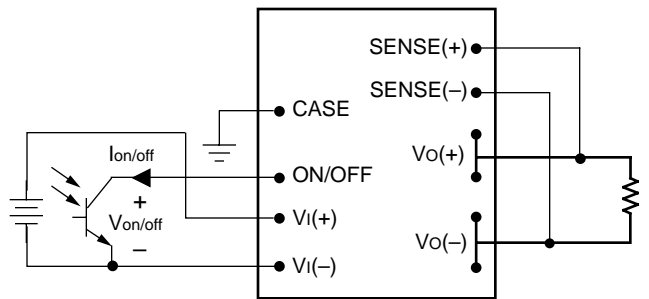 SENSE(+)
SENSE(–)
CASE
Ion/off
VO(+)
ON/OFF
+
Von/off
VI(+)
–
VO(–)
VI(–)